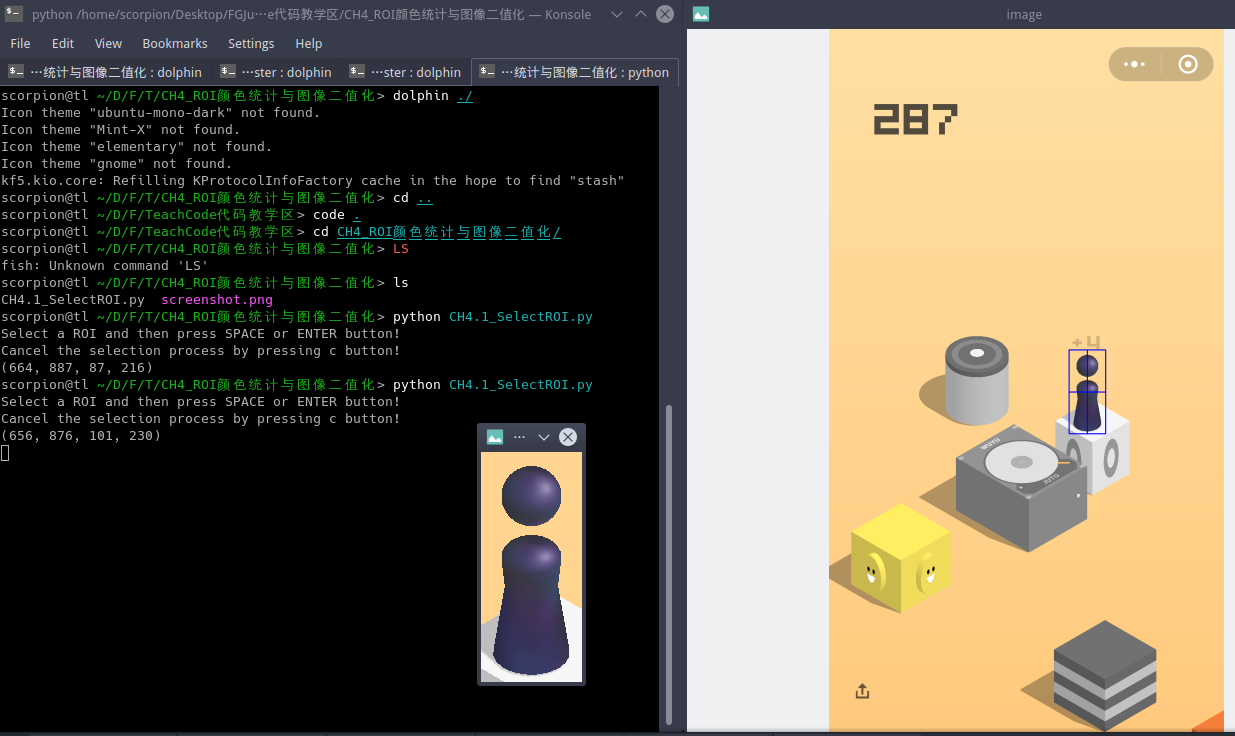 python /home/scorpion/Desktop/FGJu…e代码教学区/CH4_ROI颜色统计与图像二值化 — Konsole
File Edit View Bookmarks Settings Help
…统计与图像二值化 : dolphin …ster : dolphin …ster : dolphin …统计与图像二值化 : python
scorpion@tl ~/D/F/T/CH4_ROI颜色统计与图像二值化> dolphin ./
Icon theme "ubuntu-mono-dark" not found.
Icon theme "Mint-X" not found.
Icon theme "elementary" not found.
Icon theme "gnome" not found.
kf5.kio.core: Refilling KProtocolInfoFactory cache in the hope to find "stash"
scorpion@tl ~/D/F/T/CH4_ROI颜色统计与图像二值化> cd ..
scorpion@tl ~/D/F/TeachCode代码教学区> code .
scorpion@tl ~/D/F/TeachCode代码教学区> cd CH4_ROI颜色统计与图像二值化/
scorpion@tl ~/D/F/T/CH4_ROI颜色统计与图像二值化> LS
fish: Unknown command 'LS'
scorpion@tl ~/D/F/T/CH4_ROI颜色统计与图像二值化> ls
CH4.1_SelectROI.py screenshot.png
scorpion@tl ~/D/F/T/CH4_ROI颜色统计与图像二值化> python CH4.1_SelectROI.py
Select a ROI and then press SPACE or ENTER button!
Cancel the selection process by pressing c button!
(664, 887, 87, 216)
scorpion@tl ~/D/F/T/CH4_ROI颜色统计与图像二值化> python CH4.1_SelectROI.py
Select a ROI and then press SPACE or ENTER button!
Cancel the selection process by pressing c button!
(656, 876, 101, 230)
image
287
+4
WUYU
AUTO